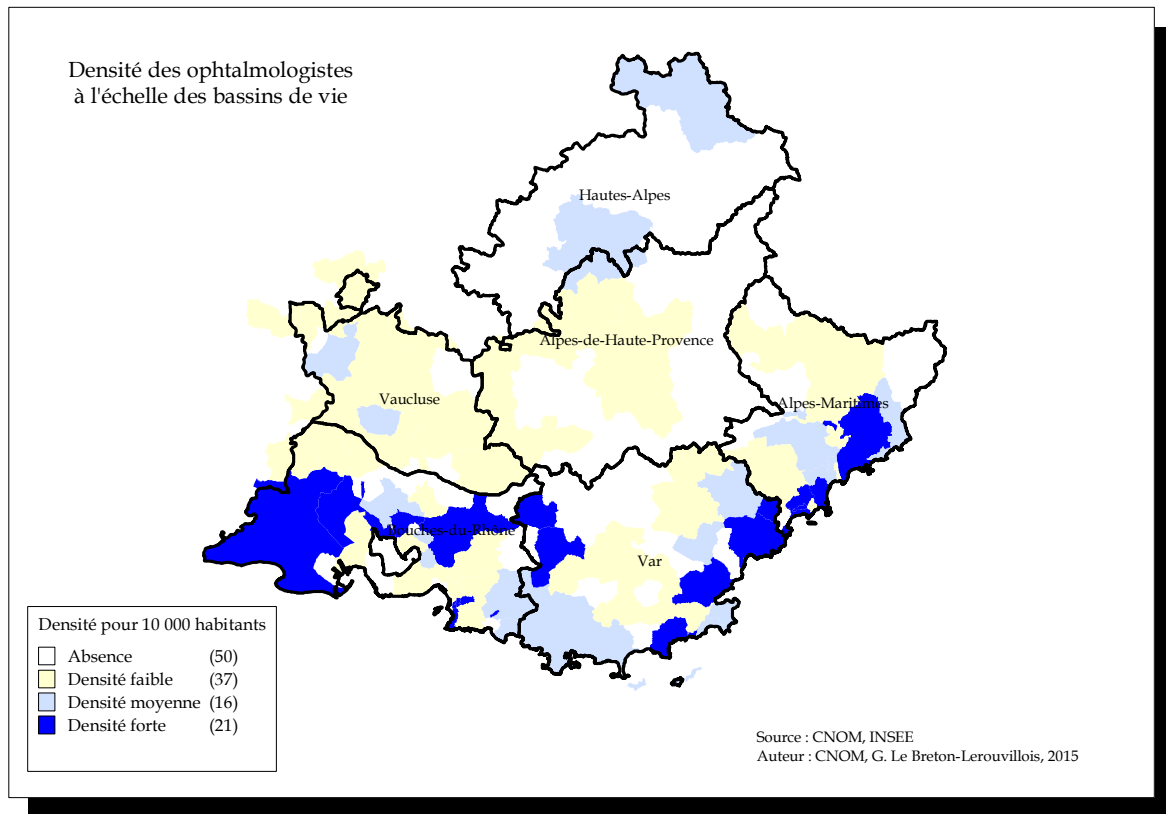 Densité des ophtalmologistes
à l'échelle des bassins de vie
Hautes-Alpes
Alpes-de-Haute-Provence
Vaucluse
Alpes-Maritimes
Bouches-du-Rhône
Var
Densité pour 10 000 habitants
Absence (50)
Densité faible (37)
Densité moyenne (16)
Densité forte (21)
Source : CNOM, INSEE
Auteur : CNOM, G. Le Breton-Lerouvillois, 2015